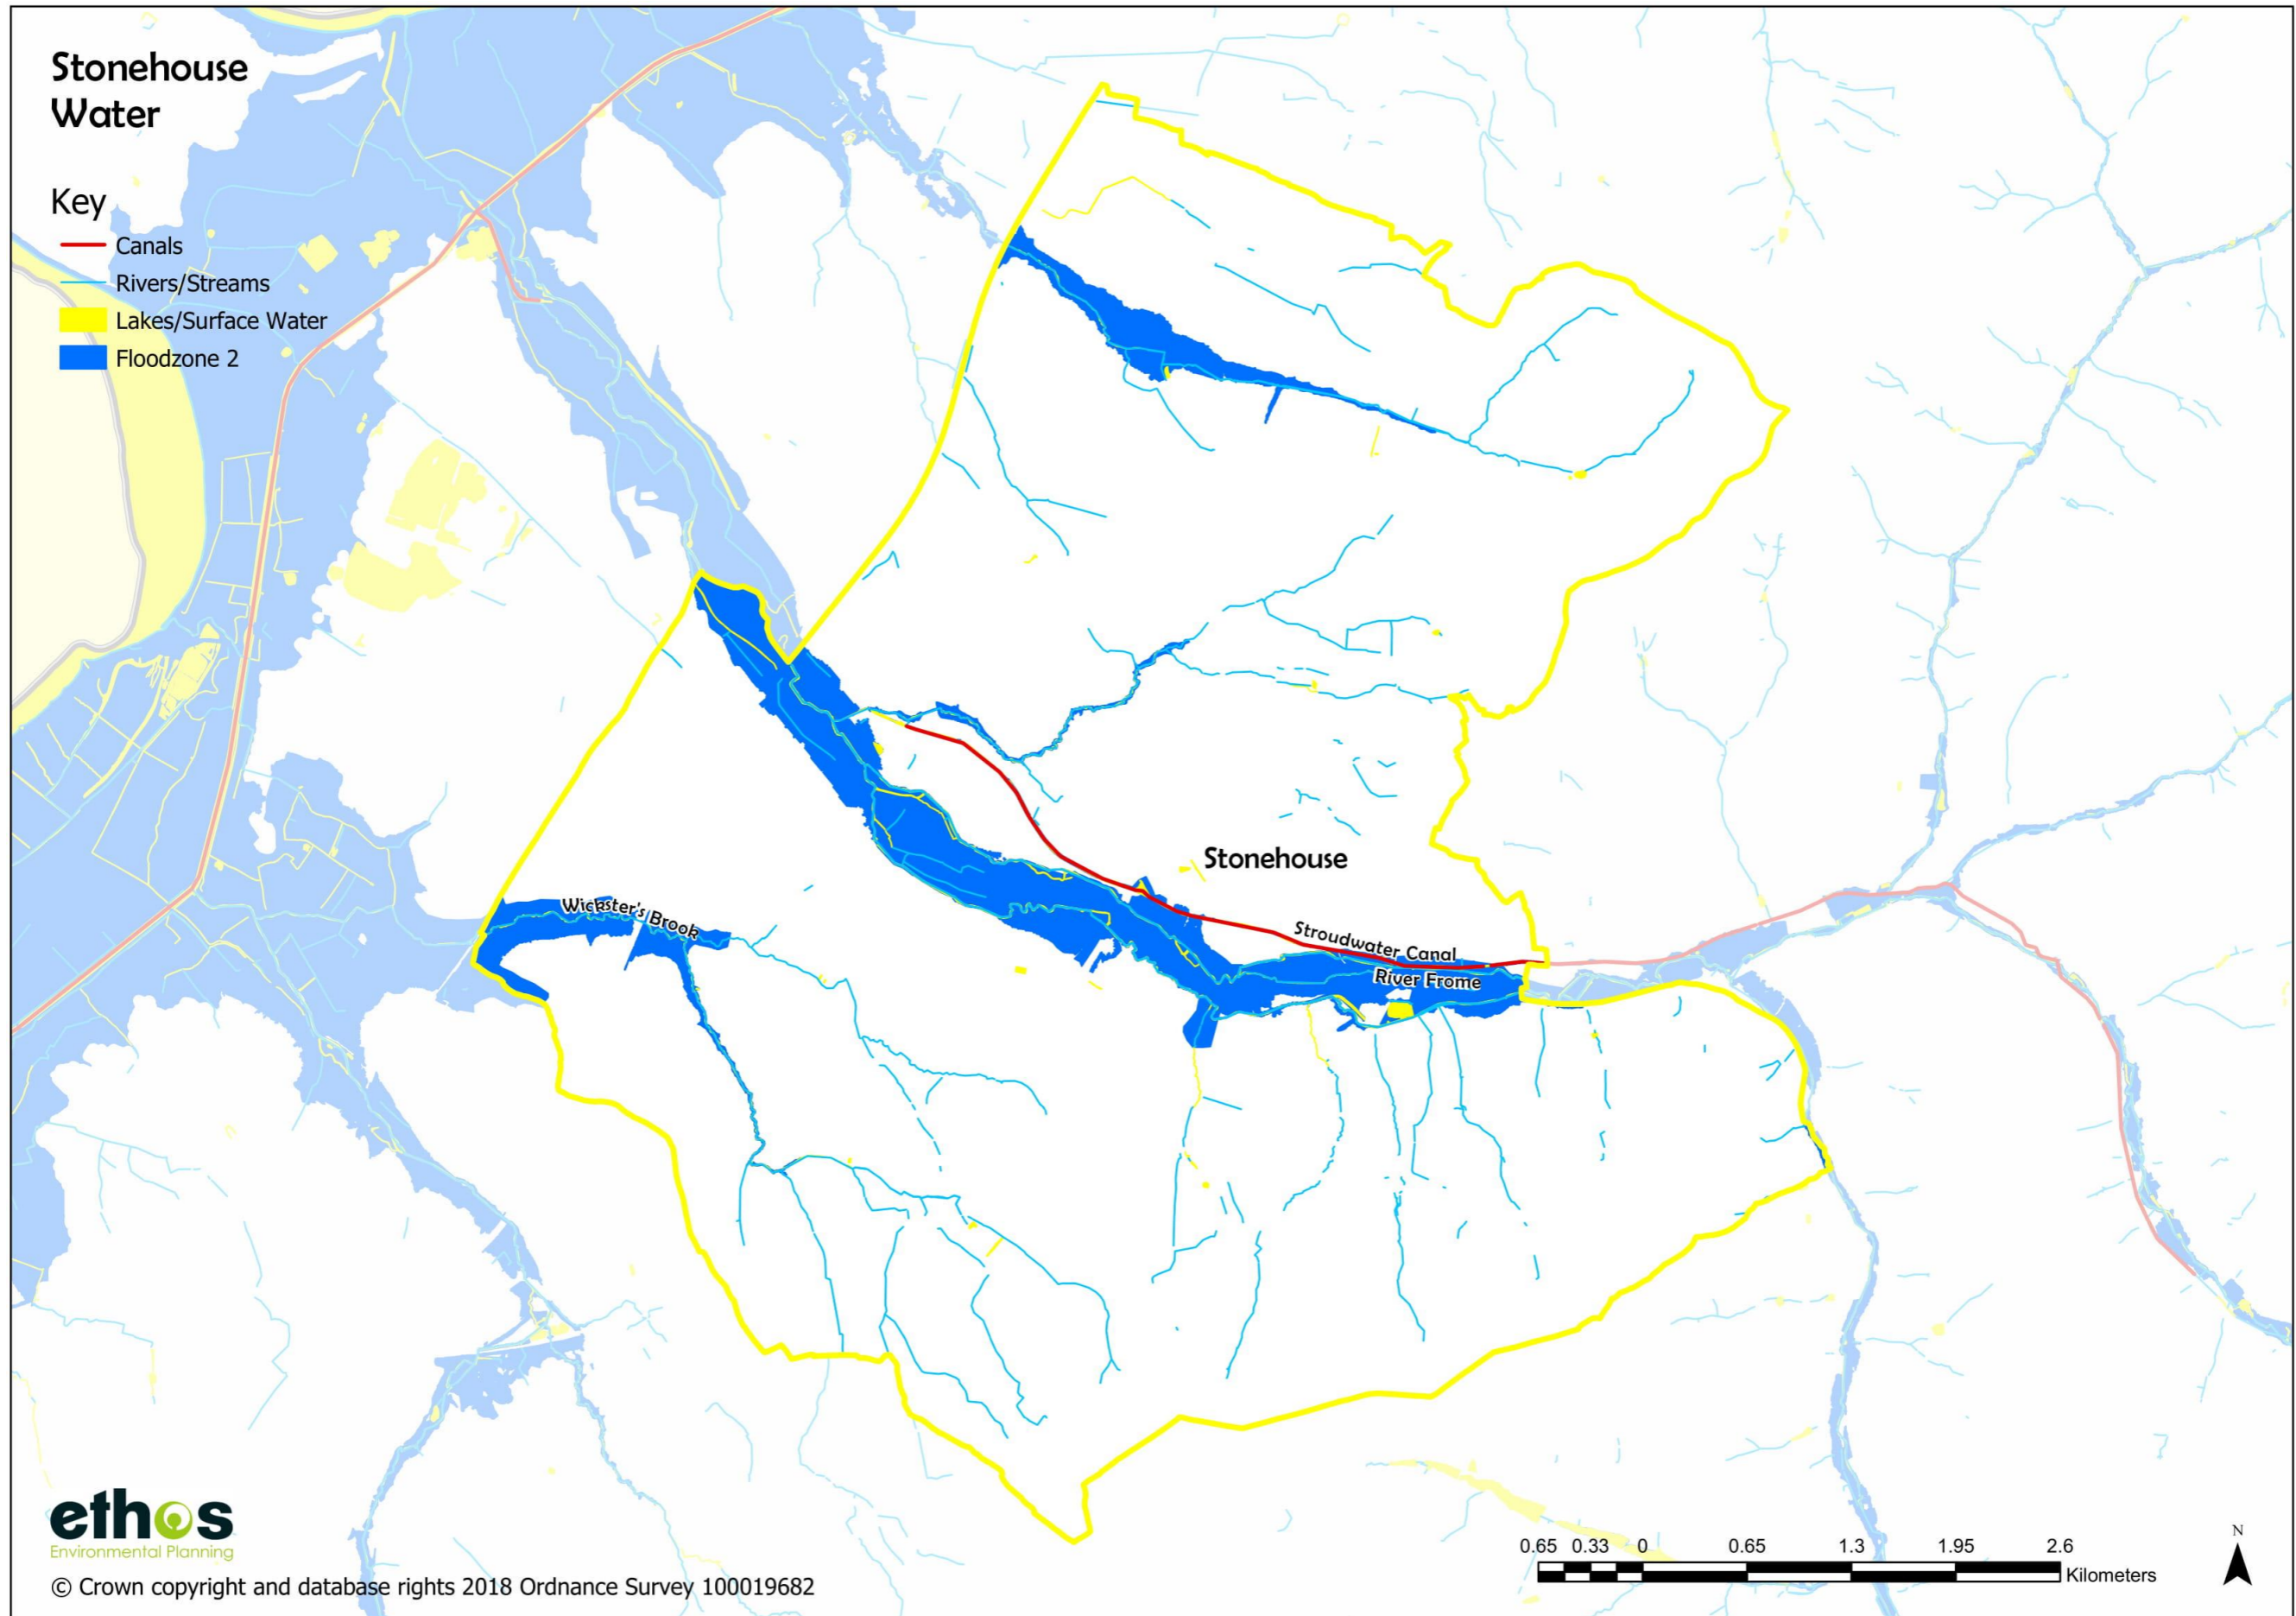 Stonehouse
Water
Key
Canals
Rivers/Streams
Lakes/Surface Water
Floodzone 2
Wickster's Brook
Stonehouse
Stroudwater Canal
River Frome
ethos
Environmental Planning
© Crown copyright and database rights 2018 Ordnance Survey 100019682
0.65 0.33 0 0.65 1.3 1.95 2.6
Kilometers
N